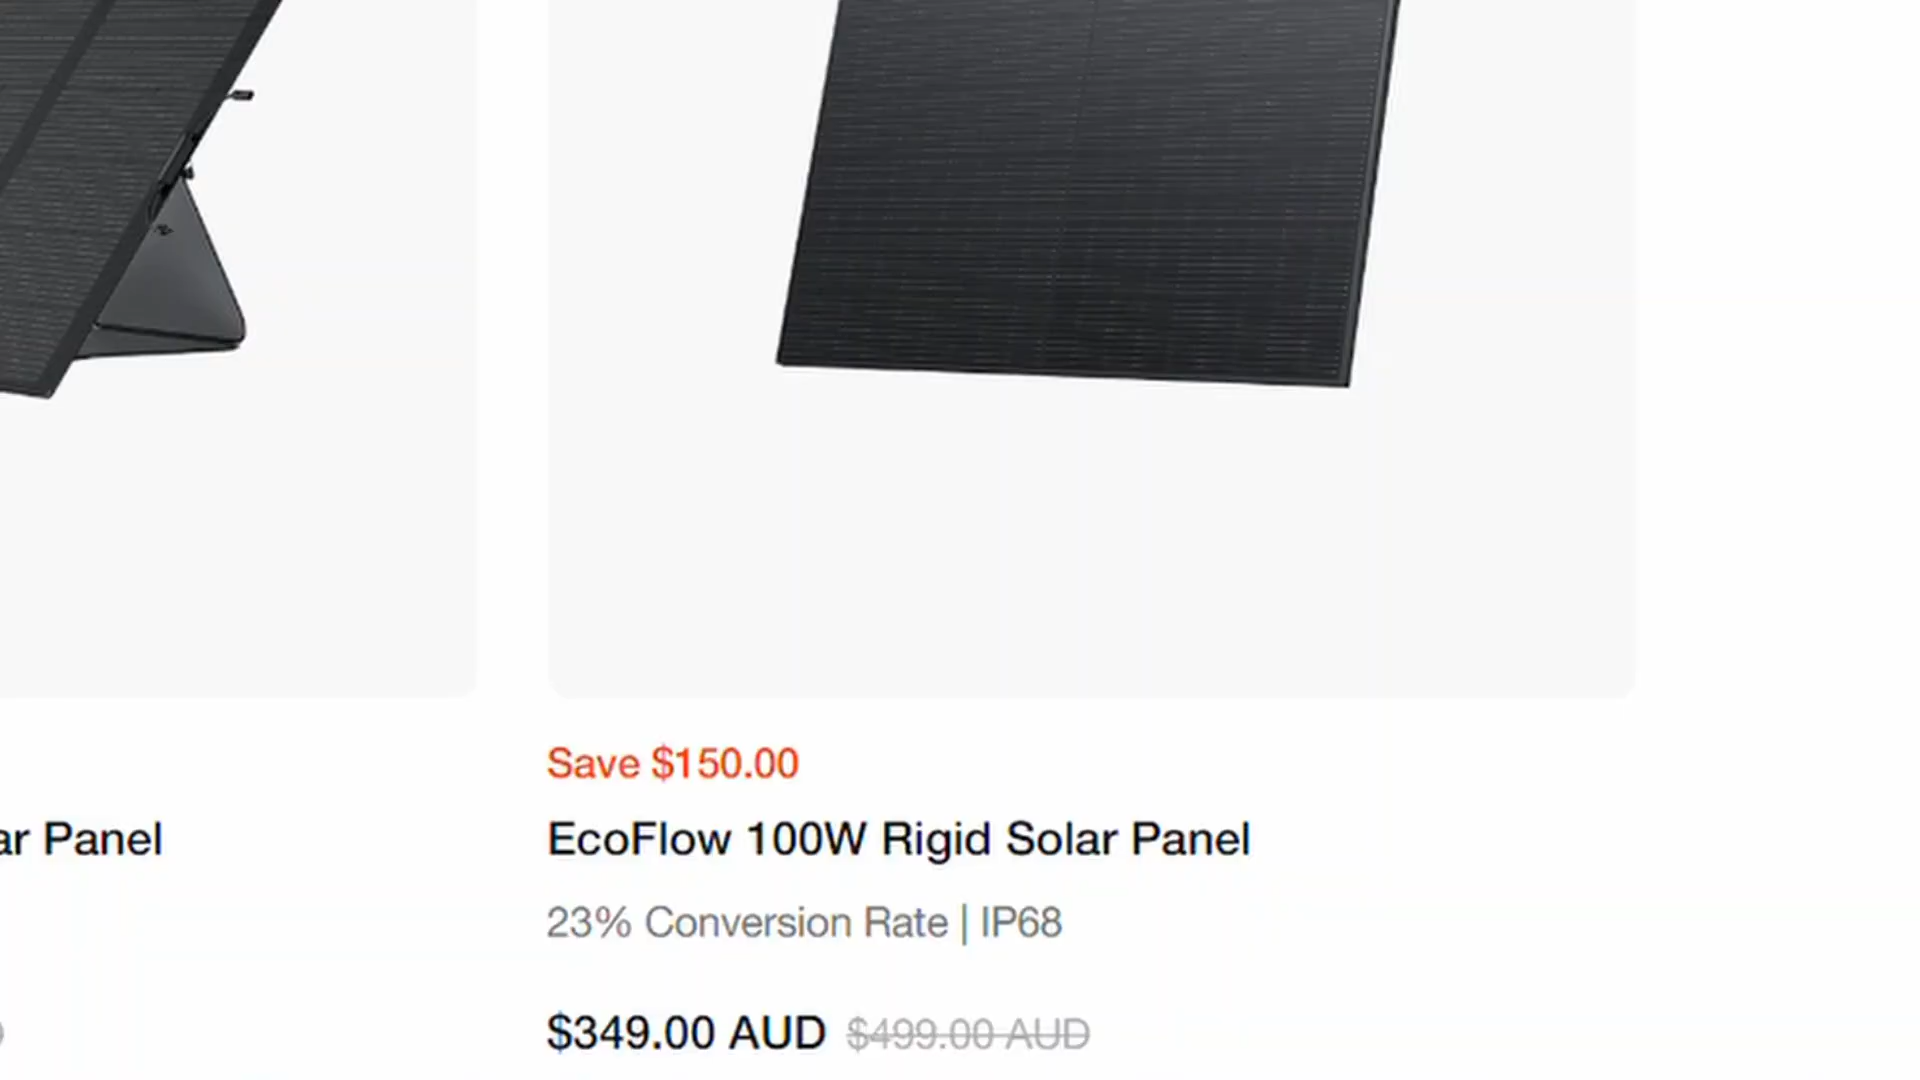 Save $150.00
ar Panel
EcoFlow 100W Rigid Solar Panel
23% Conversion Rate | IP68
$349.00 AUD $499.00 AUD